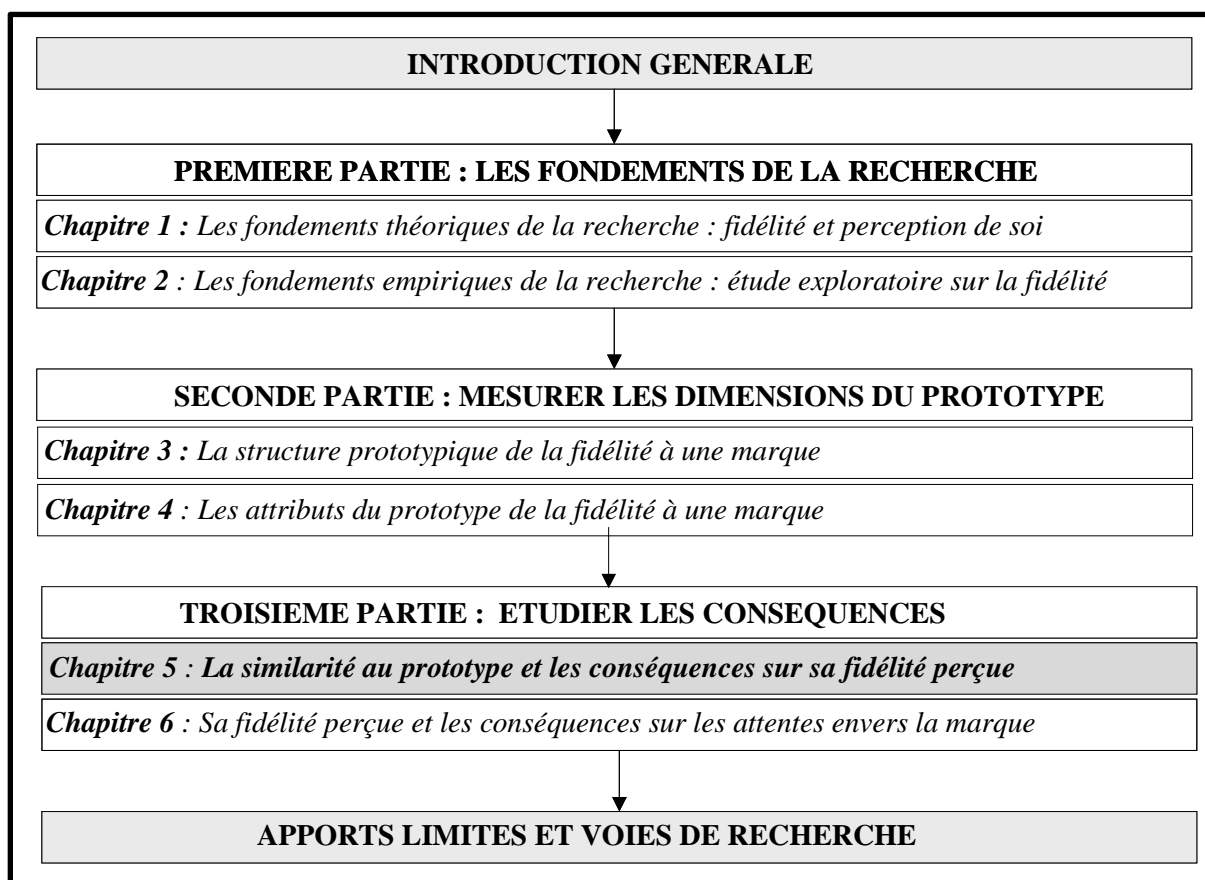 INTRODUCTION GENERALE
PREMIERE PARTIE : LES FONDEMENTS DE LA RECHERCHE
Chapitre 1 : Les fondements théoriques de la recherche : fidélité et perception de soi
Chapitre 2 : Les fondements empiriques de la recherche : étude exploratoire sur la fidélité
SECONDE PARTIE : MESURER LES DIMENSIONS DU PROTOTYPE
Chapitre 3 : La structure prototypique de la fidélité à une marque
Chapitre 4 : Les attributs du prototype de la fidélité à une marque
TROISIEME PARTIE : ETUDIER LES CONSEQUENCES
Chapitre 5 : La similarité au prototype et les conséquences sur sa fidélité perçue
Chapitre 6 : Sa fidélité perçue et les conséquences sur les attentes envers la marque
APPORTS LIMITES ET VOIES DE RECHERCHE